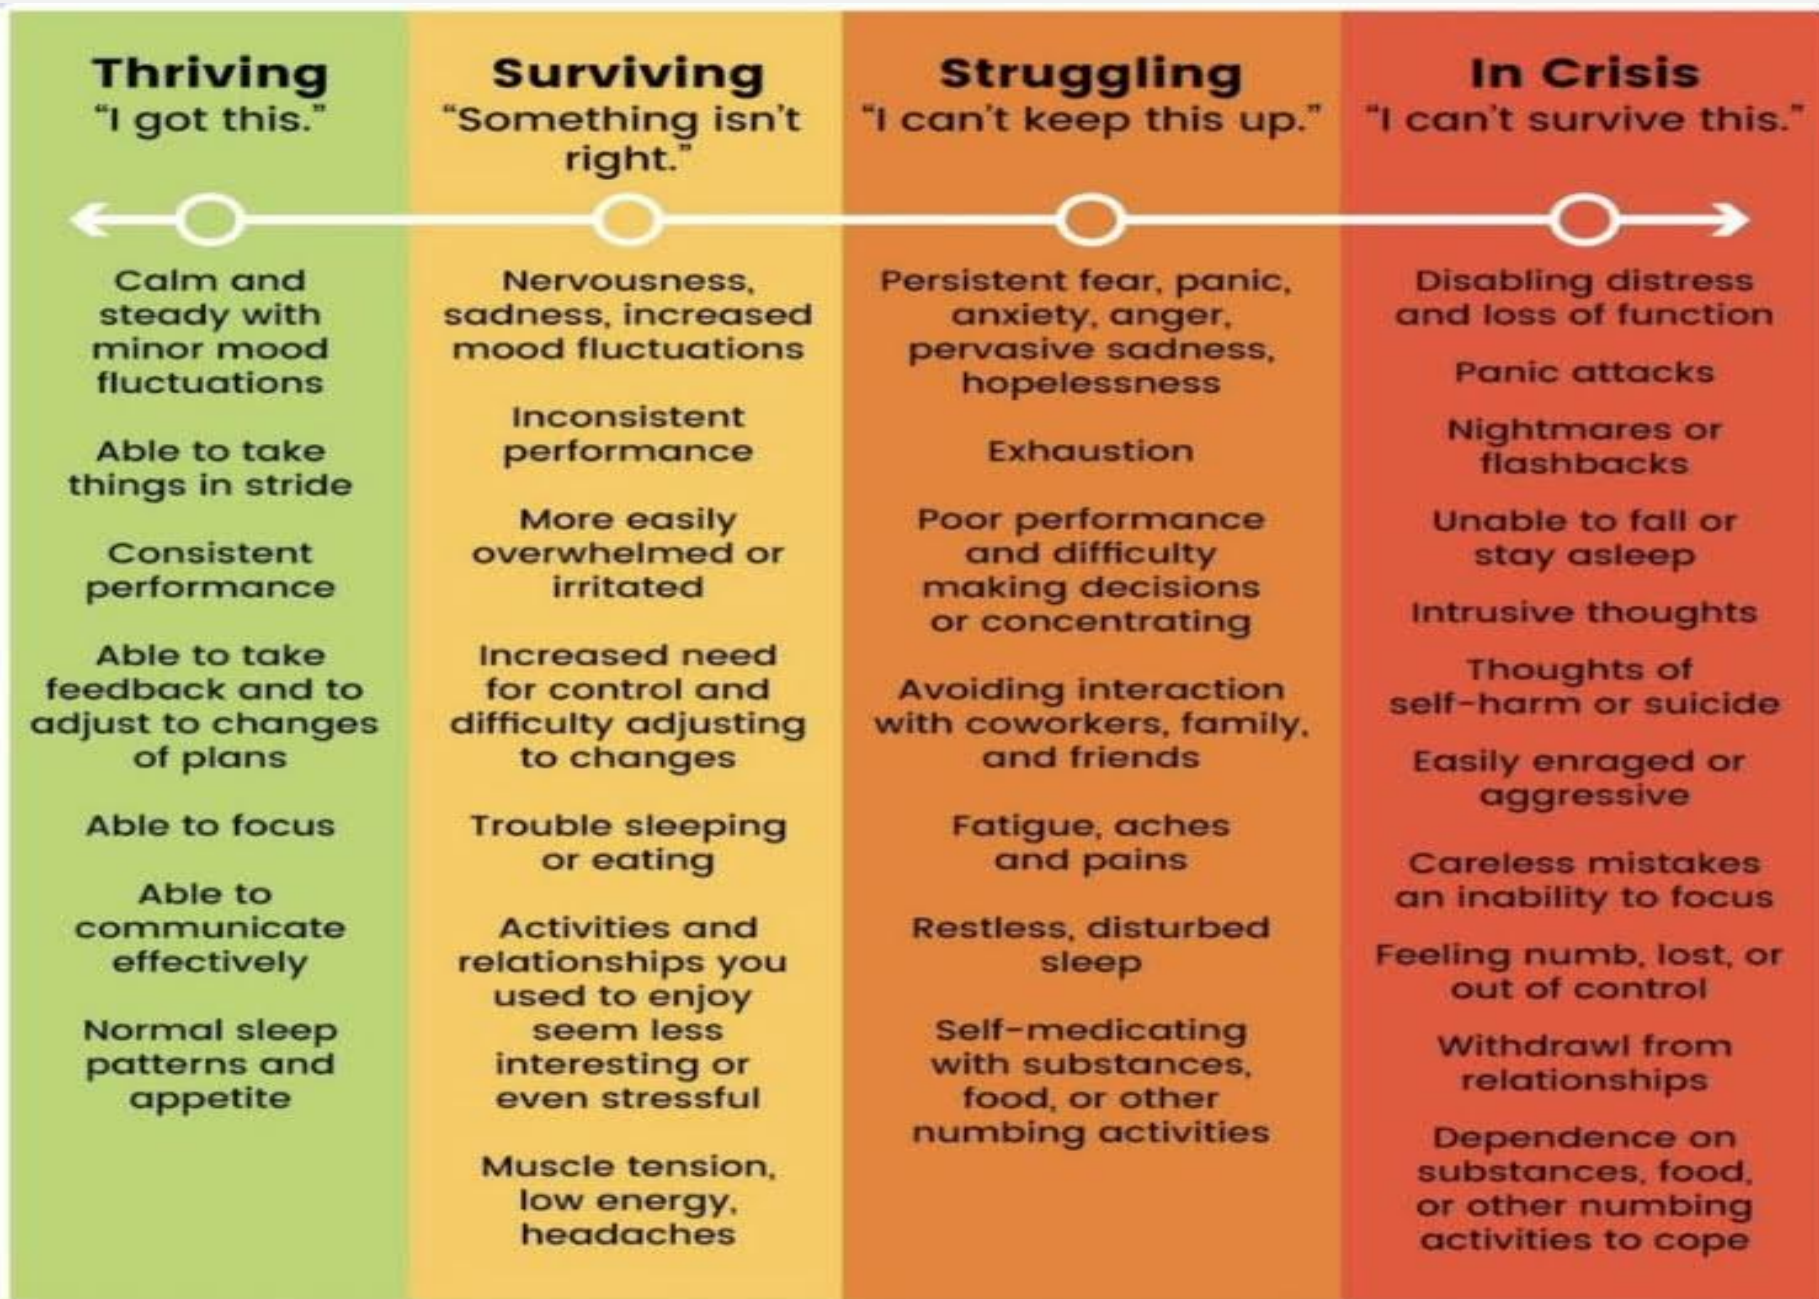 Thriving
“I got this.”
Calm and
steady with
minor mood
fluctuations
Able to take
things in stride
Consistent
performance
Able to take
feedback and to
adjust to changes
of plans
Able to focus
Able to
communicate
effectively
Normal sleep
patterns and
appetite
Surviving
“Something isn’t
right.”
Nervousness,
sadness, increased
mood fluctuations
Inconsistent
performance
More easily
overwhelmed or
irritated
Increased need
for control and
difficulty adjusting
to changes
Trouble sleeping
or eating
Activities and
relationships you
used to enjoy
seem less
interesting or
even stressful
Muscle tension,
low energy,
headaches
Struggling
“I can’t keep this up.”
Persistent fear, panic,
anxiety, anger,
pervasive sadness,
hopelessness
Exhaustion
Poor performance
and difficulty
making decisions
or concentrating
Avoiding interaction
with coworkers, family,
and friends
Fatigue, aches
and pains
Restless, disturbed
sleep
Self-medicating
with substances,
food, or other
numbing activities
In Crisis
“I can’t survive this.”
Disabling distress
and loss of function
Panic attacks
Nightmares or
flashbacks
Unable to fall or
stay asleep
Intrusive thoughts
Thoughts of
self-harm or suicide
Easily enraged or
aggressive
Careless mistakes
an inability to focus
Feeling numb, lost, or
out of control
Withdrawl from
relationships
Dependence on
substances, food,
or other numbing
activities to cope